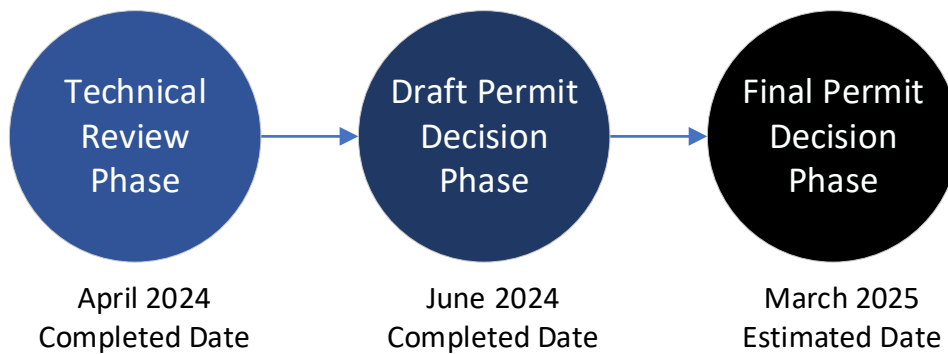 Technical
Review
Phase
Draft Permit
Decision
Phase
Final Permit
Decision
Phase
April 2024
Completed Date
June 2024
Completed Date
March 2025
Estimated Date